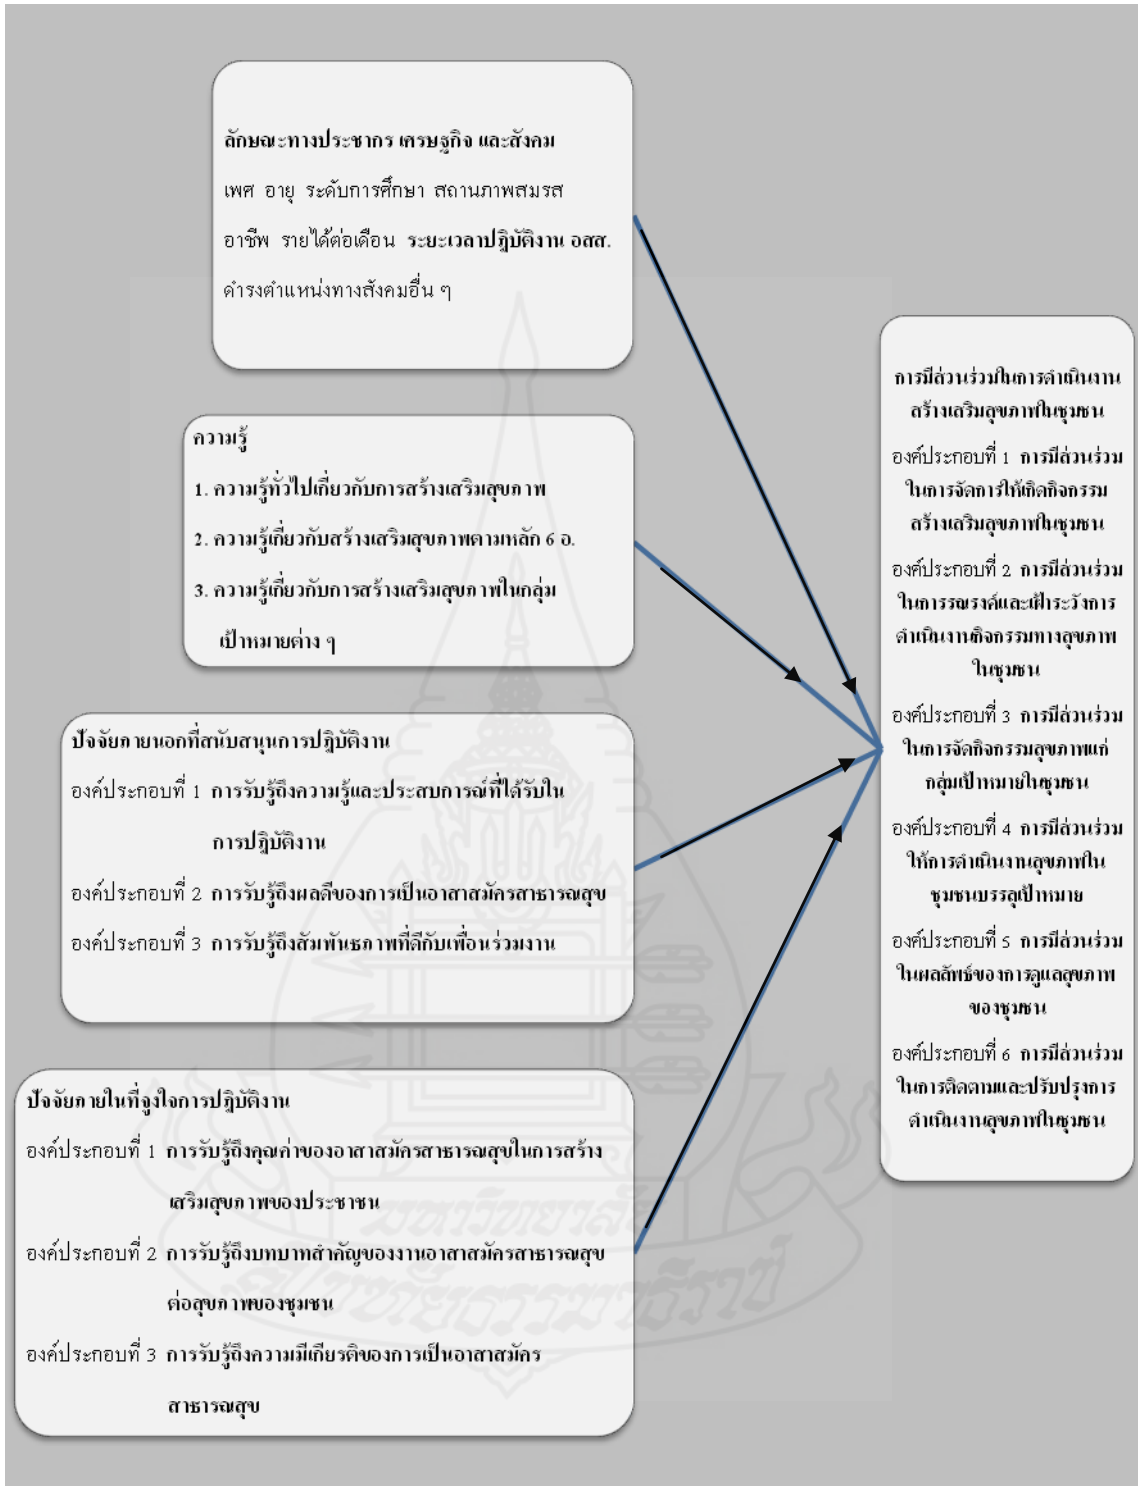 ลักษณะทางประชากร เศรษฐกิจ และสังคม
เพศ อายุ ระดับการศึกษา สถานภาพสมรส
อาชีพ รายได้ต่อเดือน ระยะเวลาปฏิบัติงาน อสส.
ดำรงตำแหน่งทางสังคมอื่น ๆ
ความรู้
1. ความรู้ทั่วไปเกี่ยวกับการสร้างเสริมสุขภาพ
2. ความรู้เกี่ยวกับสร้างเสริมสุขภาพตามหลัก 6 อ.
3. ความรู้เกี่ยวกับการสร้างเสริมสุขภาพในกลุ่ม
เป้าหมายต่าง ๆ
ปัจจัยภายนอกที่สนับสนุนการปฏิบัติงาน
องค์ประกอบที่ 1 การรับรู้ถึงความรู้และประสบการณ์ที่ได้รับใน
การปฏิบัติงาน
องค์ประกอบที่ 2 การรับรู้ถึงผลดีของการเป็นอาสาสมัครสาธารณสุข
องค์ประกอบที่ 3 การรับรู้ถึงสัมพันธภาพที่ดีกับเพื่อนร่วมงาน
ปัจจัยภายในที่จูงใจการปฏิบัติงาน
องค์ประกอบที่ 1 การรับรู้ถึงคุณค่าของอาสาสมัครสาธารณสุขในการสร้าง
เสริมสุขภาพของประชาชน
องค์ประกอบที่ 2 การรับรู้ถึงบทบาทสำคัญของงานอาสาสมัครสาธารณสุข
ต่อสุขภาพของชุมชน
องค์ประกอบที่ 3 การรับรู้ถึงความมีเกียรติของการเป็นอาสาสมัคร
สาธารณสุข
การมีส่วนร่วมในการดำเนินงาน
สร้างเสริมสุขภาพในชุมชน
องค์ประกอบที่ 1 การมีส่วนร่วม
ในการจัดการให้เกิดกิจกรรม
สร้างเสริมสุขภาพในชุมชน
องค์ประกอบที่ 2 การมีส่วนร่วม
ในการรณรงค์และเฝ้าระวังการ
ดำเนินงานกิจกรรมทางสุขภาพ
ในชุมชน
องค์ประกอบที่ 3 การมีส่วนร่วม
ในการจัดกิจกรรมสุขภาพแก่
กลุ่มเป้าหมายในชุมชน
องค์ประกอบที่ 4 การมีส่วนร่วม
ให้การดำเนินงานสุขภาพใน
ชุมชนบรรลุเป้าหมาย
องค์ประกอบที่ 5 การมีส่วนร่วม
ในผลลัพธ์ของการดูแลสุขภาพ
ของชุมชน
องค์ประกอบที่ 6 การมีส่วนร่วม
ในการติดตามและปรับปรุงการ
ดำเนินงานสุขภาพในชุมชน
มหาวิทยาลัย
สุโขทัยธรรมาธิราช